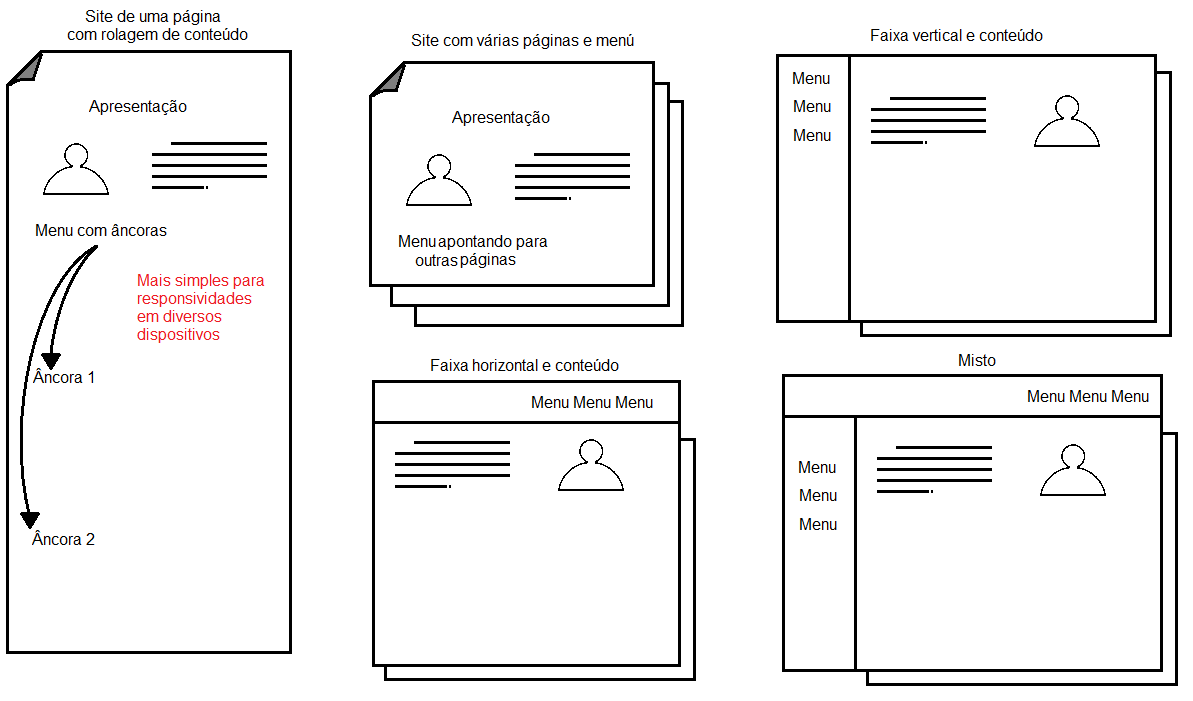 Site de uma página
com rolagem de conteúdo
Apresentação
Menu com âncoras
Mais simples para
responsividades
em diversos
dispositivos
Âncora 1
Âncora 2
Site com várias páginas e menú
Apresentação
Menu apontando para
outras páginas
Faixa vertical e conteúdo
Menu
Menu
Menu
Faixa horizontal e conteúdo
Menu Menu Menu
Misto
Menu Menu Menu
Menu
Menu
Menu